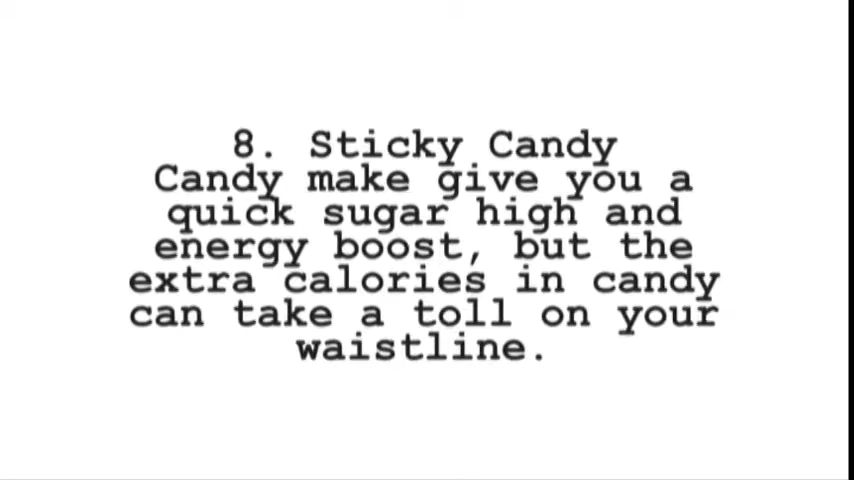 8. Sticky Candy
Candy make give you a
quick sugar high and
energy boost, but the
extra calories in candy
can take a toll on your
waistline.